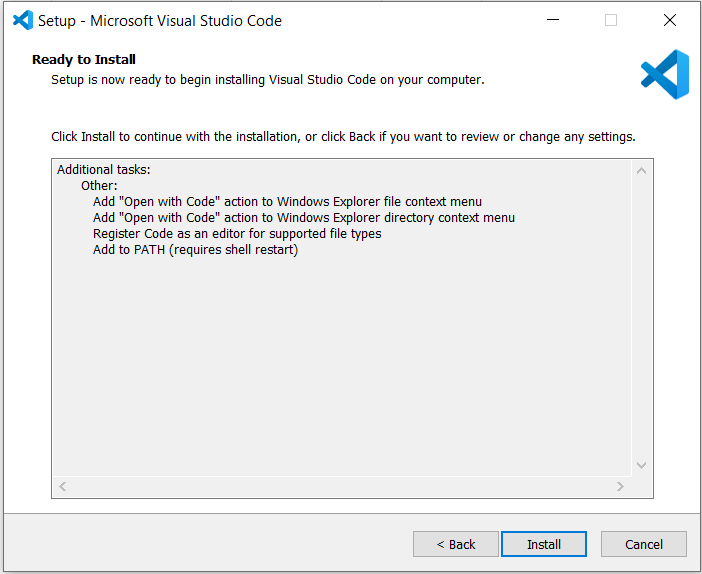 Setup - Microsoft Visual Studio Code
Ready to Install
Setup is now ready to begin installing Visual Studio Code on your computer.
Click Install to continue with the installation, or click Back if you want to review or change any settings.
Additional tasks:
Other:
Add "Open with Code" action to Windows Explorer file context menu
Add "Open with Code" action to Windows Explorer directory context menu
Register Code as an editor for supported file types
Add to PATH (requires shell restart)
< Back
Install
Cancel